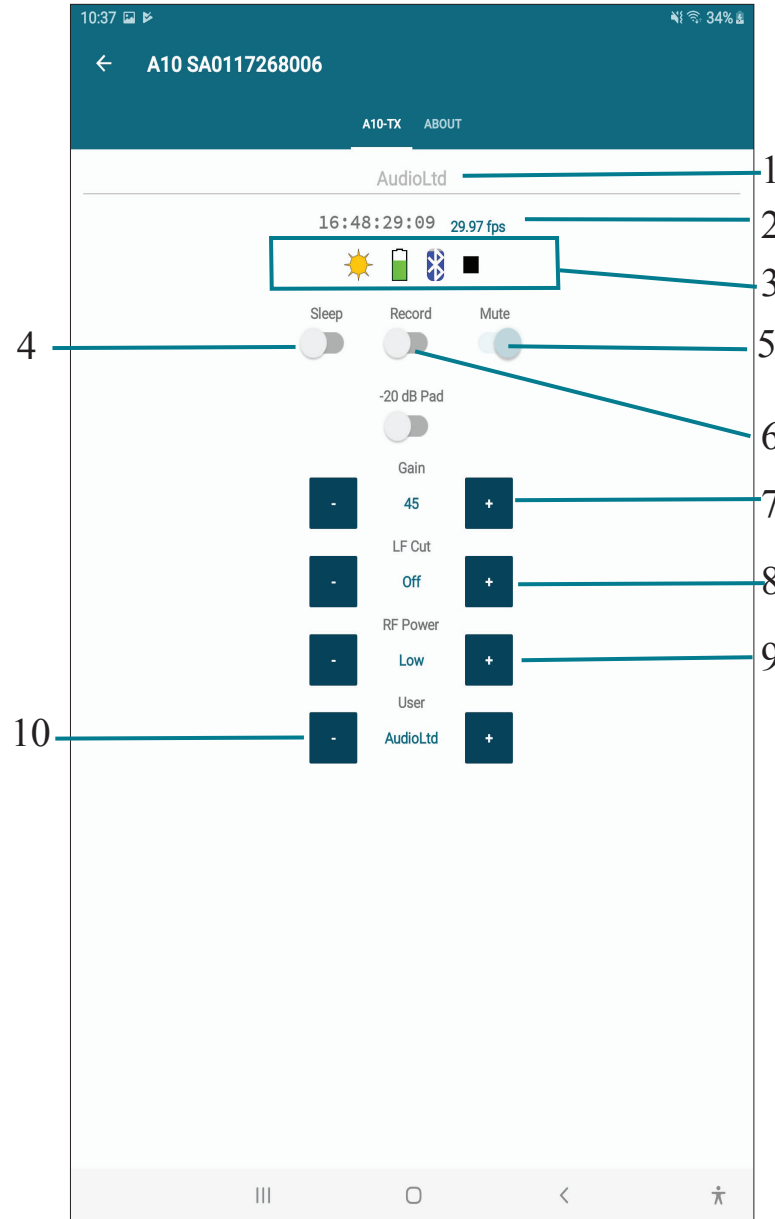 10:37 34%
A10 SA0117268006
A10-TX ABOUT
AudioLtd 1
16:48:29:09 29.97 fps 2
3
Sleep Record Mute
4 5
-20 dB Pad
6
Gain
- 45 + 7
LF Cut
- Off + 8
RF Power
- Low + 9
User
10 - AudioLtd +